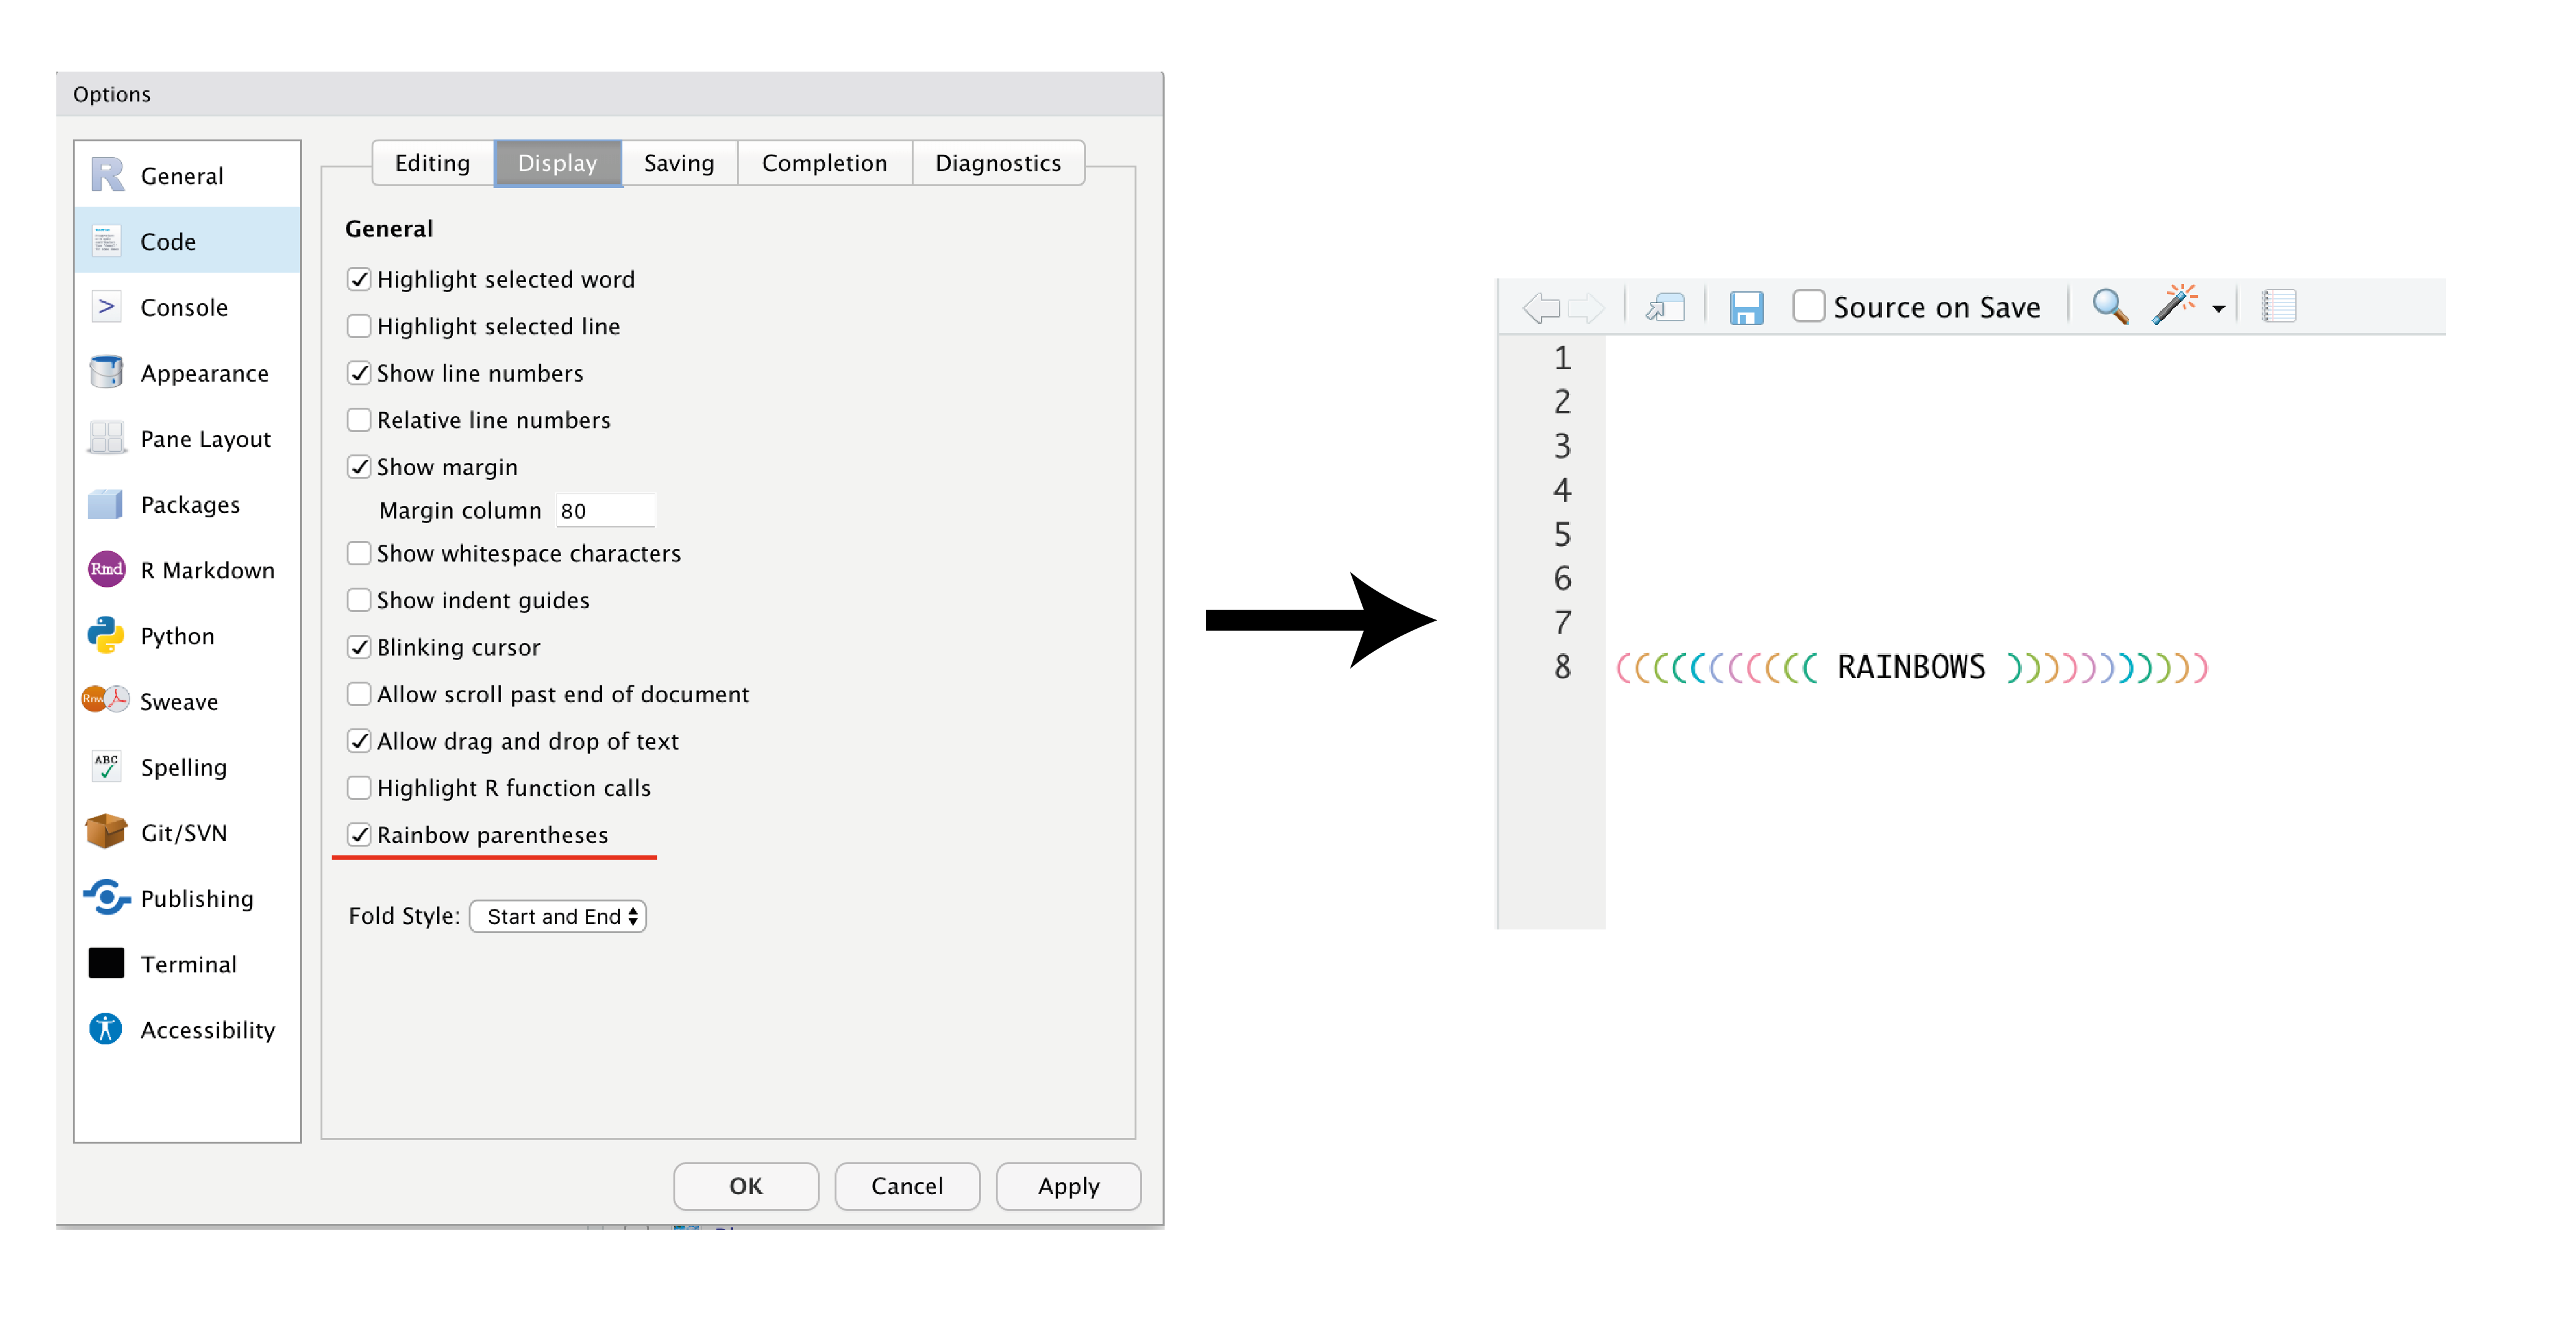 Options
General
Code
Console
Appearance
Pane Layout
Packages
Rmd R Markdown
Python
Rnw Sweave
ABC Spelling
Git/SVN
Publishing
Terminal
Accessibility
Editing Display Saving Completion Diagnostics
General
Highlight selected word
Highlight selected line
Show line numbers
Relative line numbers
Show margin
Margin column 80
Show whitespace characters
Show indent guides
Blinking cursor
Allow scroll past end of document
Allow drag and drop of text
Highlight R function calls
Rainbow parentheses
Fold Style: Start and End
OK Cancel Apply
Source on Save
1
2
3
4
5
6
7
8 ((((((((((( RAINBOWS )))))))))))